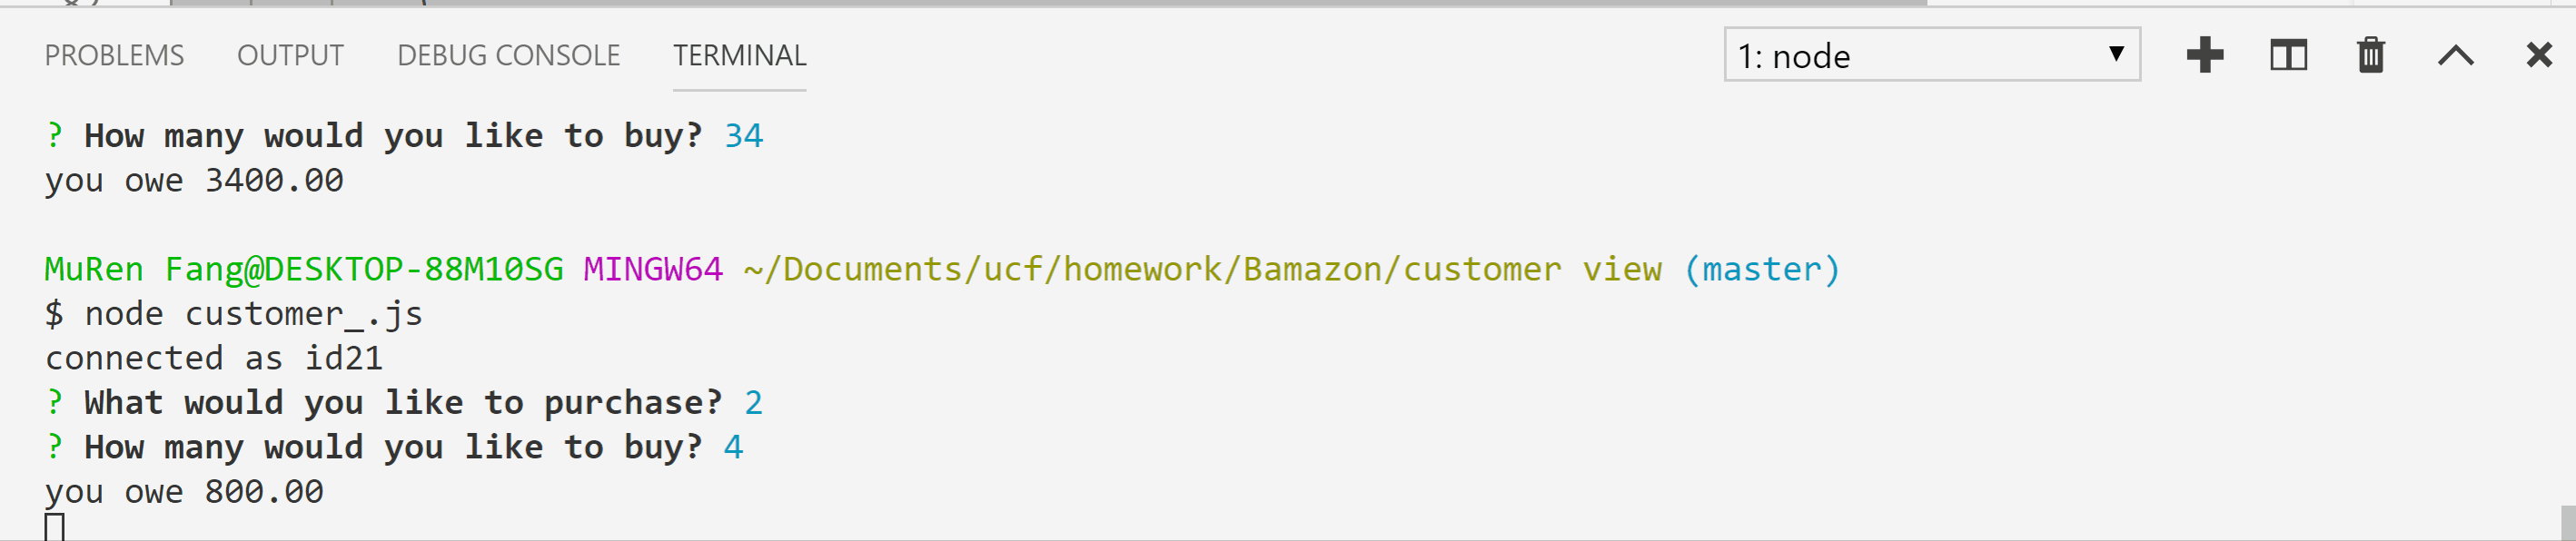 PROBLEMS OUTPUT DEBUG CONSOLE TERMINAL 1: node
? How many would you like to buy? 34
you owe 3400.00
MuRen Fang@DESKTOP-88M10SG MINGW64 ~/Documents/ucf/homework/Bamazon/customer view (master)
$ node customer_.js
connected as id21
? What would you like to purchase? 2
? How many would you like to buy? 4
you owe 800.00